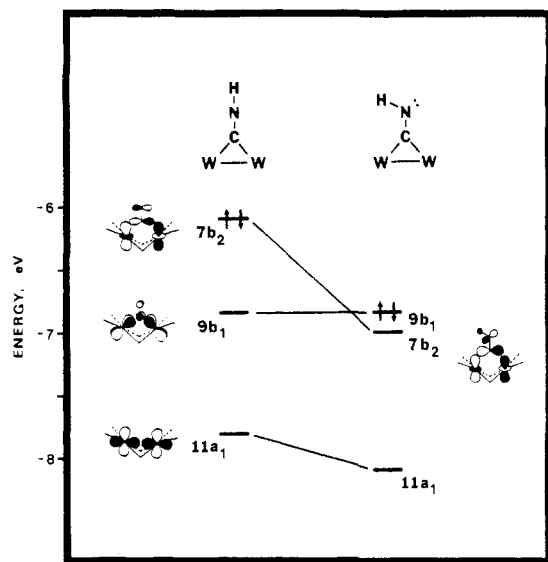 H
N
C
W W
H N:
C
W W
ENERGY, eV
-6
-7
-8
7b₂
9b₁
11a₁
9b₁
7b₂
11a₁